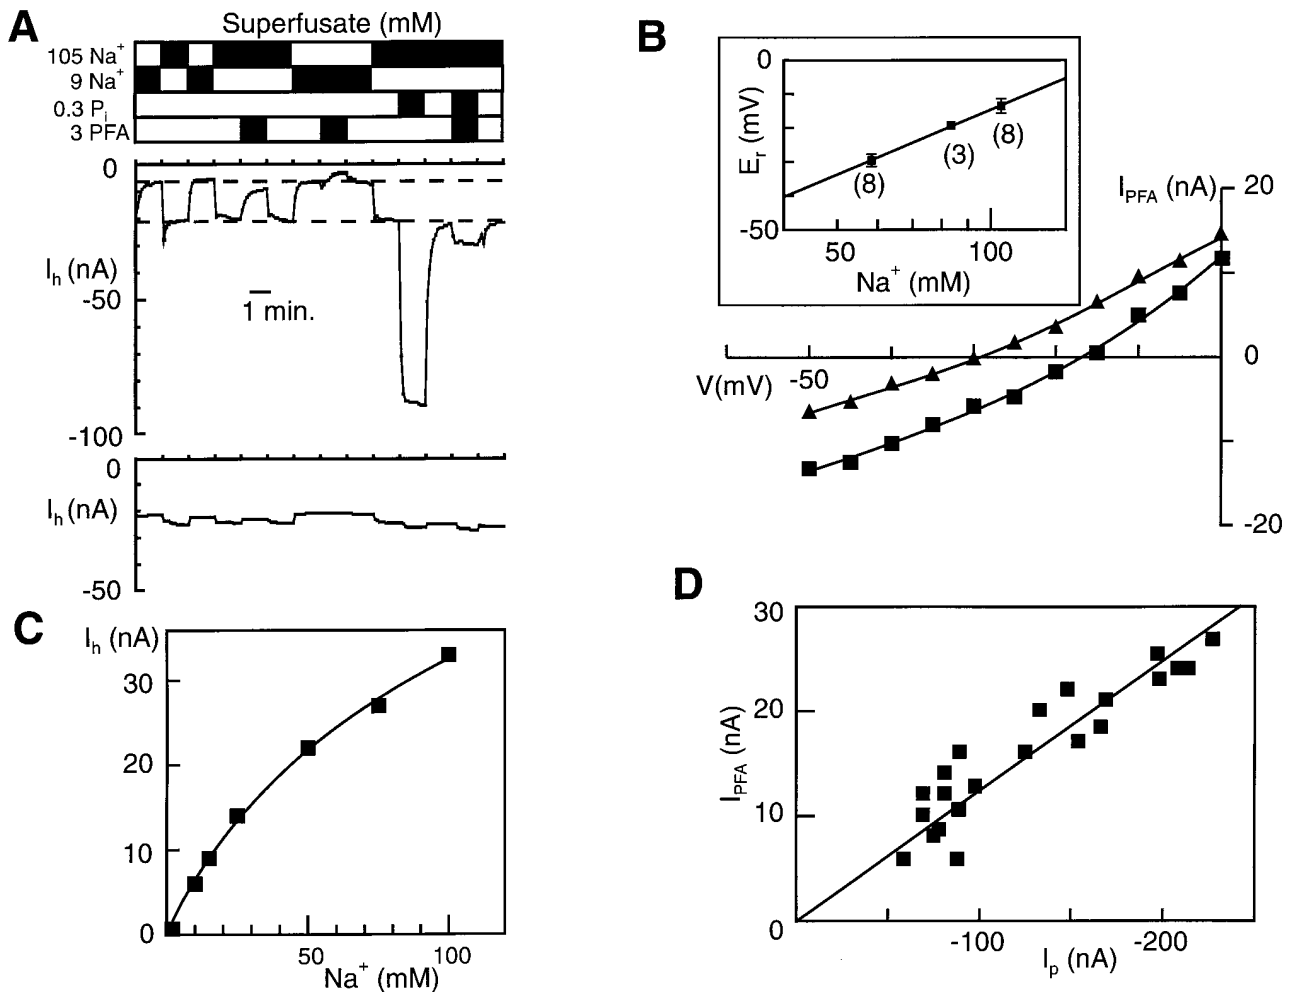 A
Superfusate (mM)
105 Na⁺
9 Na⁺
0.3 Pᵢ
3 PFA
0
Iₕ (nA)
-50
1 min.
-100
0
Iₕ (nA)
-50
B
0
Eᵣ (mV)
(8)
(3)
(8)
-50
50
100
Na⁺ (mM)
I_PFA (nA)
20
0
V(mV)
-50
-20
C
Iₕ (nA)
30
20
10
0
50
100
Na⁺ (mM)
D
30
20
I_PFA (nA)
10
0
-100
-200
Iₚ (nA)